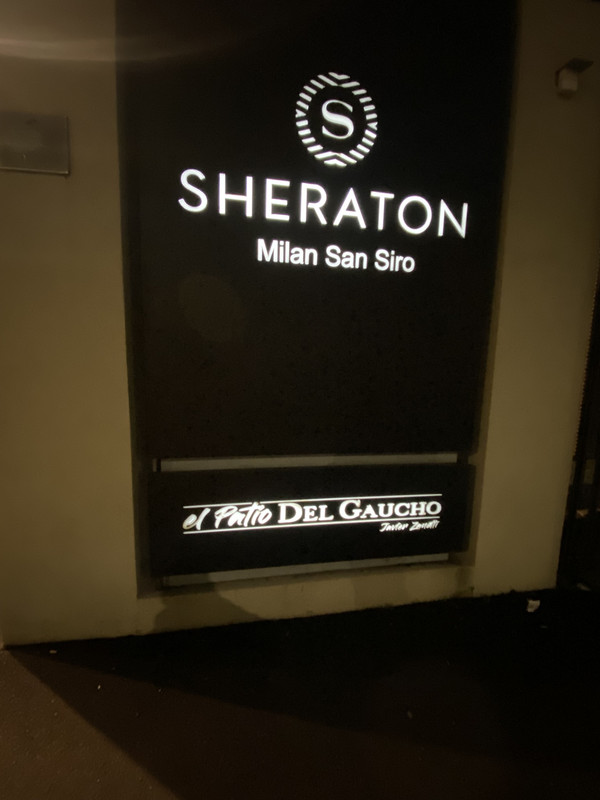 S
SHERATON
Milan San Siro
el Patio DEL GAUCHO
Javier Zanetti